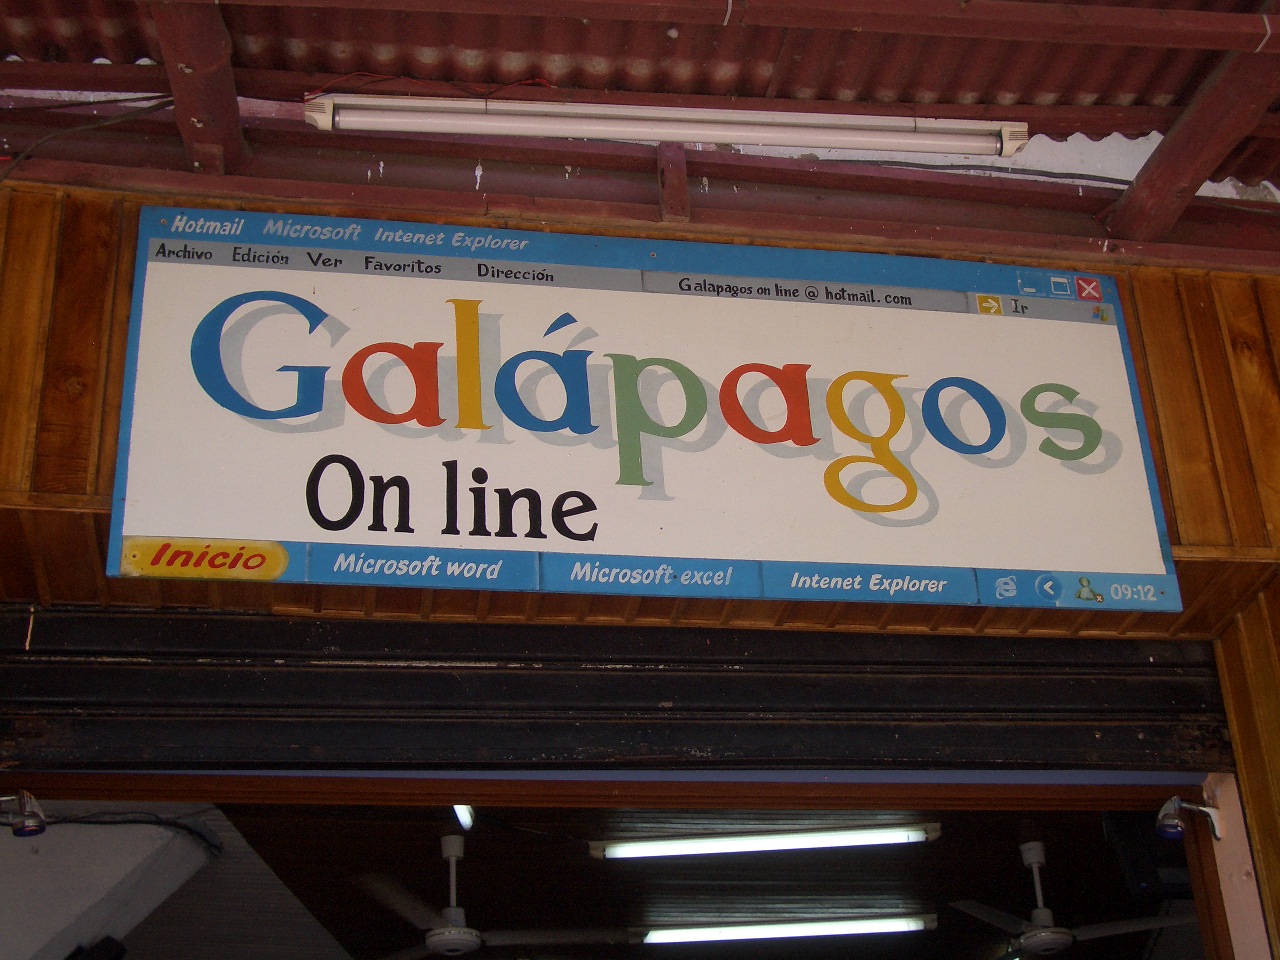 Hotmail Microsoft Intenet Explorer
Archivo Edición Ver Favoritos Dirección Galapagos on line @ hotmail.com Ir
Galápagos
On line
Inicio Microsoft word Microsoft excel Intenet Explorer 09:12